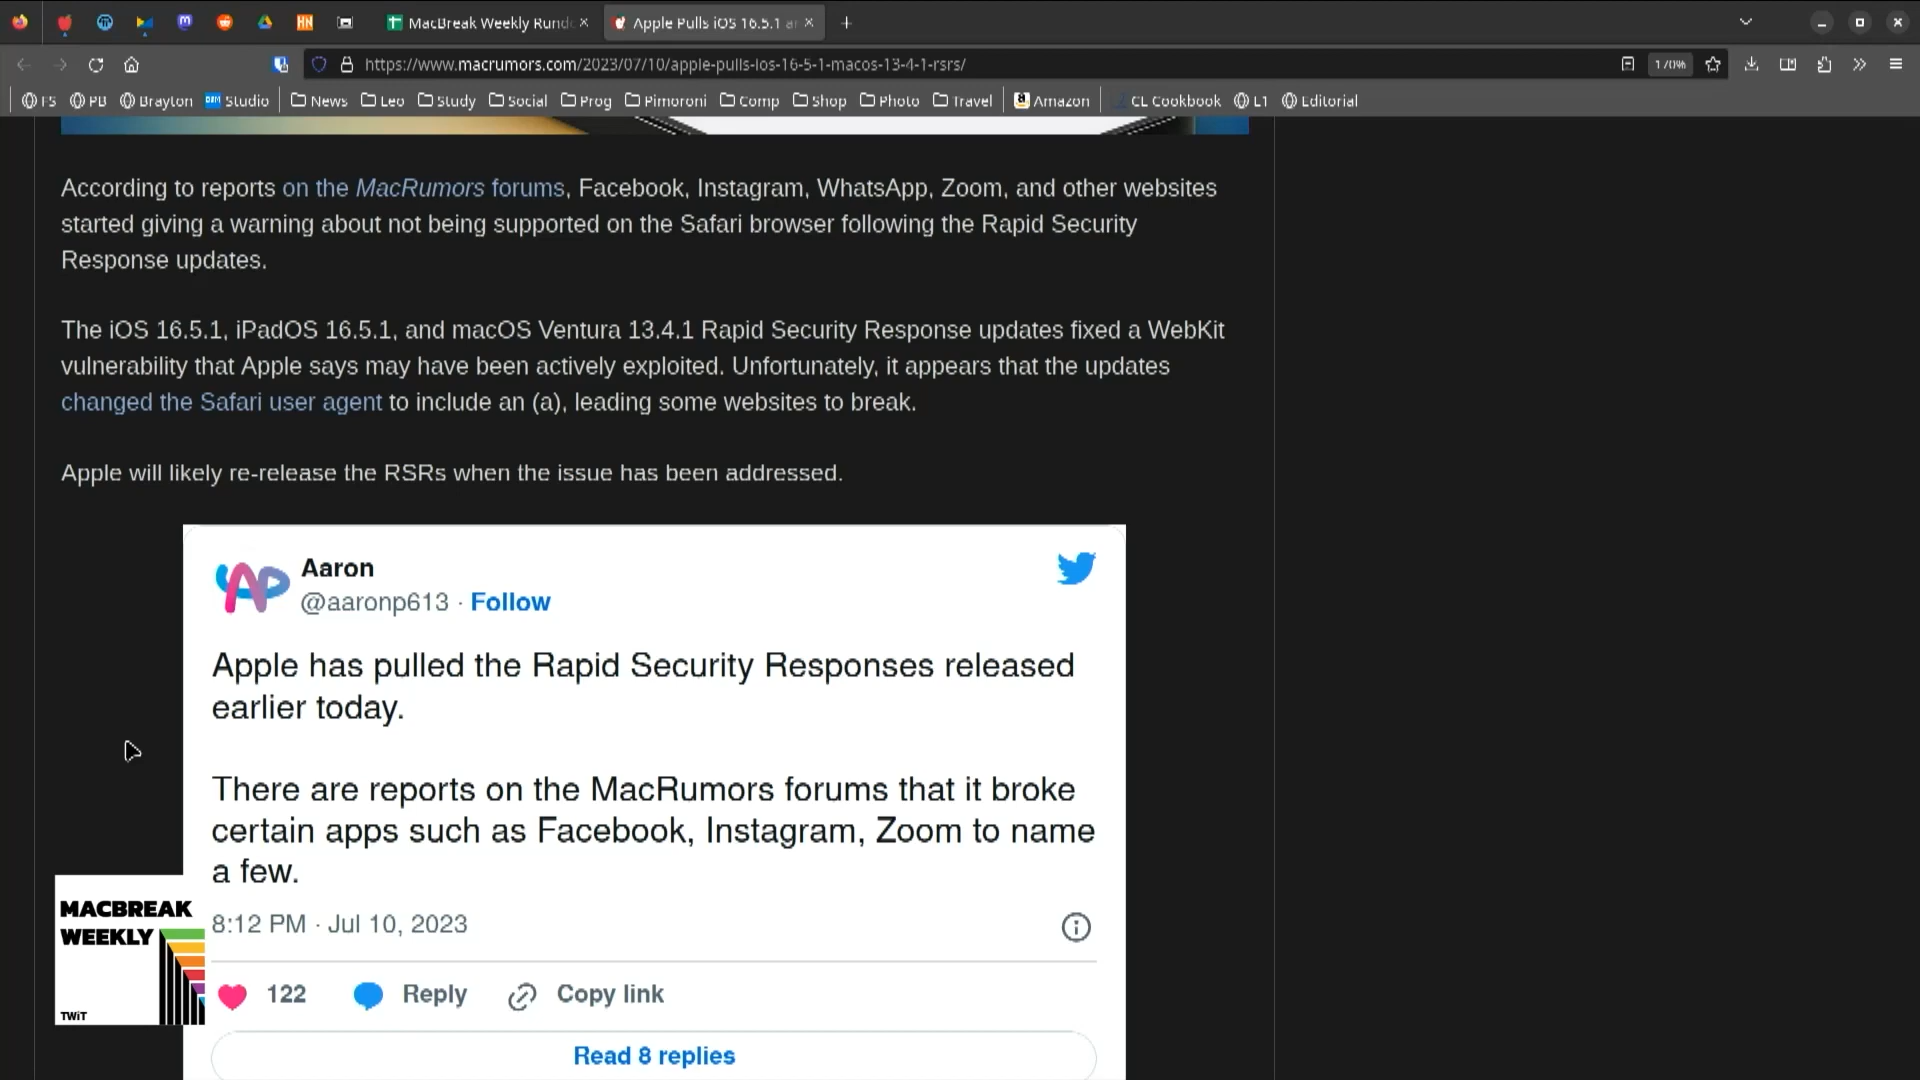 MacBreak Weekly Rund
Apple Pulls iOS 16.5.1 a
https://www.macrumors.com/2023/07/10/apple-pulls-ios-16-5-1-macos-13-4-1-rsrs/
170%
FS PB Brayton Studio News Leo Study Social Prog Pimoroni Comp Shop Photo Travel Amazon CL Cookbook L1 Editorial
According to reports on the MacRumors forums, Facebook, Instagram, WhatsApp, Zoom, and other websites
started giving a warning about not being supported on the Safari browser following the Rapid Security
Response updates.
The iOS 16.5.1, iPadOS 16.5.1, and macOS Ventura 13.4.1 Rapid Security Response updates fixed a WebKit
vulnerability that Apple says may have been actively exploited. Unfortunately, it appears that the updates
changed the Safari user agent to include an (a), leading some websites to break.
Apple will likely re-release the RSRs when the issue has been addressed.
Aaron
@aaronp613 · Follow
Apple has pulled the Rapid Security Responses released
earlier today.
There are reports on the MacRumors forums that it broke
certain apps such as Facebook, Instagram, Zoom to name
a few.
8:12 PM · Jul 10, 2023
122 Reply Copy link
Read 8 replies
MACBREAK
WEEKLY
TWiT